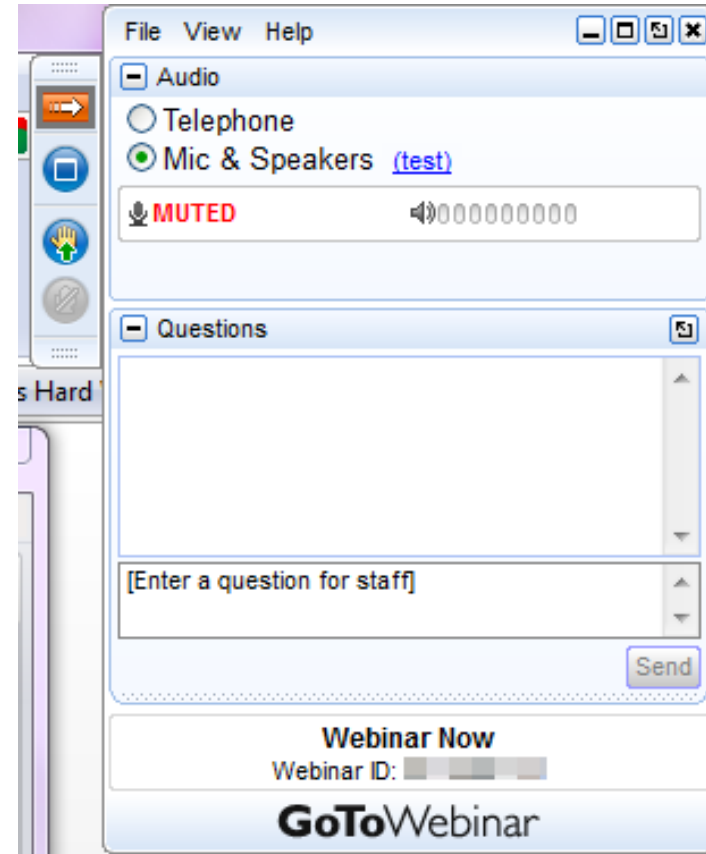 File View Help
Audio
Telephone
Mic & Speakers (test)
MUTED
Questions
s Hard
[Enter a question for staff]
Send
Webinar Now
Webinar ID:
GoToWebinar